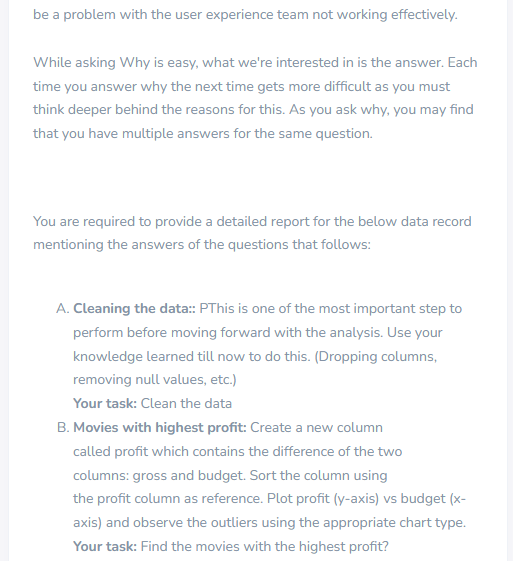 be a problem with the user experience team not working effectively.
While asking Why is easy, what we're interested in is the answer. Each
time you answer why the next time gets more difficult as you must
think deeper behind the reasons for this. As you ask why, you may find
that you have multiple answers for the same question.
You are required to provide a detailed report for the below data record
mentioning the answers of the questions that follows:
A. Cleaning the data:: PThis is one of the most important step to
perform before moving forward with the analysis. Use your
knowledge learned till now to do this. (Dropping columns,
removing null values, etc.)
Your task: Clean the data
B. Movies with highest profit: Create a new column
called profit which contains the difference of the two
columns: gross and budget. Sort the column using
the profit column as reference. Plot profit (y-axis) vs budget (x-
axis) and observe the outliers using the appropriate chart type.
Your task: Find the movies with the highest profit?